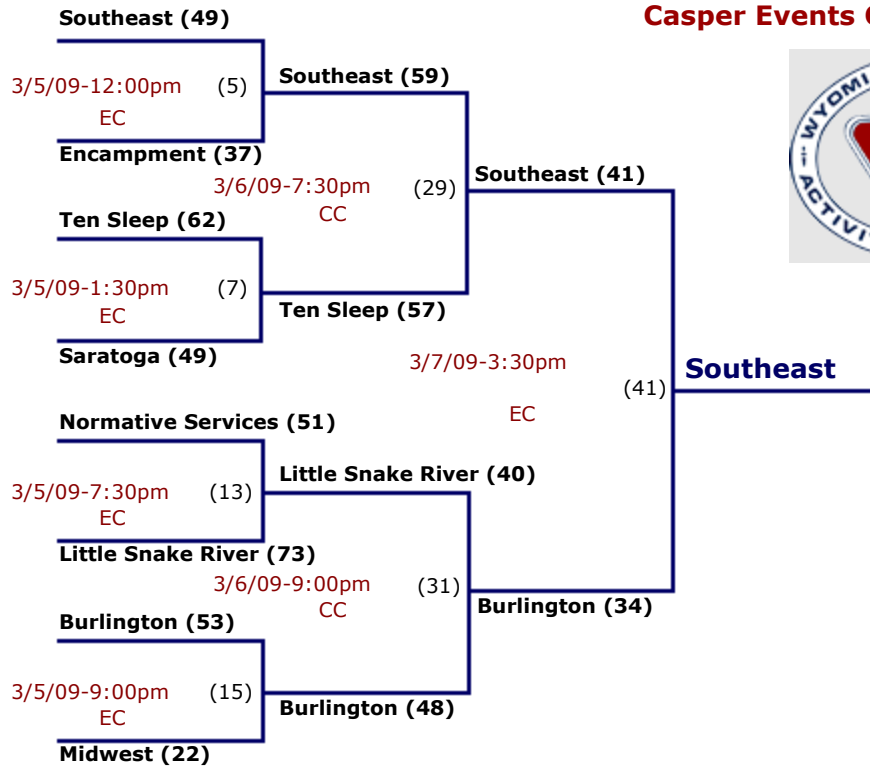 Southeast (49)
Casper Events
3/5/09-12:00pm
(5)
EC
Encampment (37)
Southeast (59)
3/6/09-7:30pm
(29)
CC
Southeast (41)
Ten Sleep (62)
3/5/09-1:30pm
(7)
EC
Saratoga (49)
Ten Sleep (57)
3/7/09-3:30pm
(41)
EC
Southeast
Normative Services (51)
3/5/09-7:30pm
(13)
EC
Little Snake River (73)
Little Snake River (40)
3/6/09-9:00pm
(31)
CC
Burlington (34)
Burlington (53)
3/5/09-9:00pm
(15)
EC
Midwest (22)
Burlington (48)